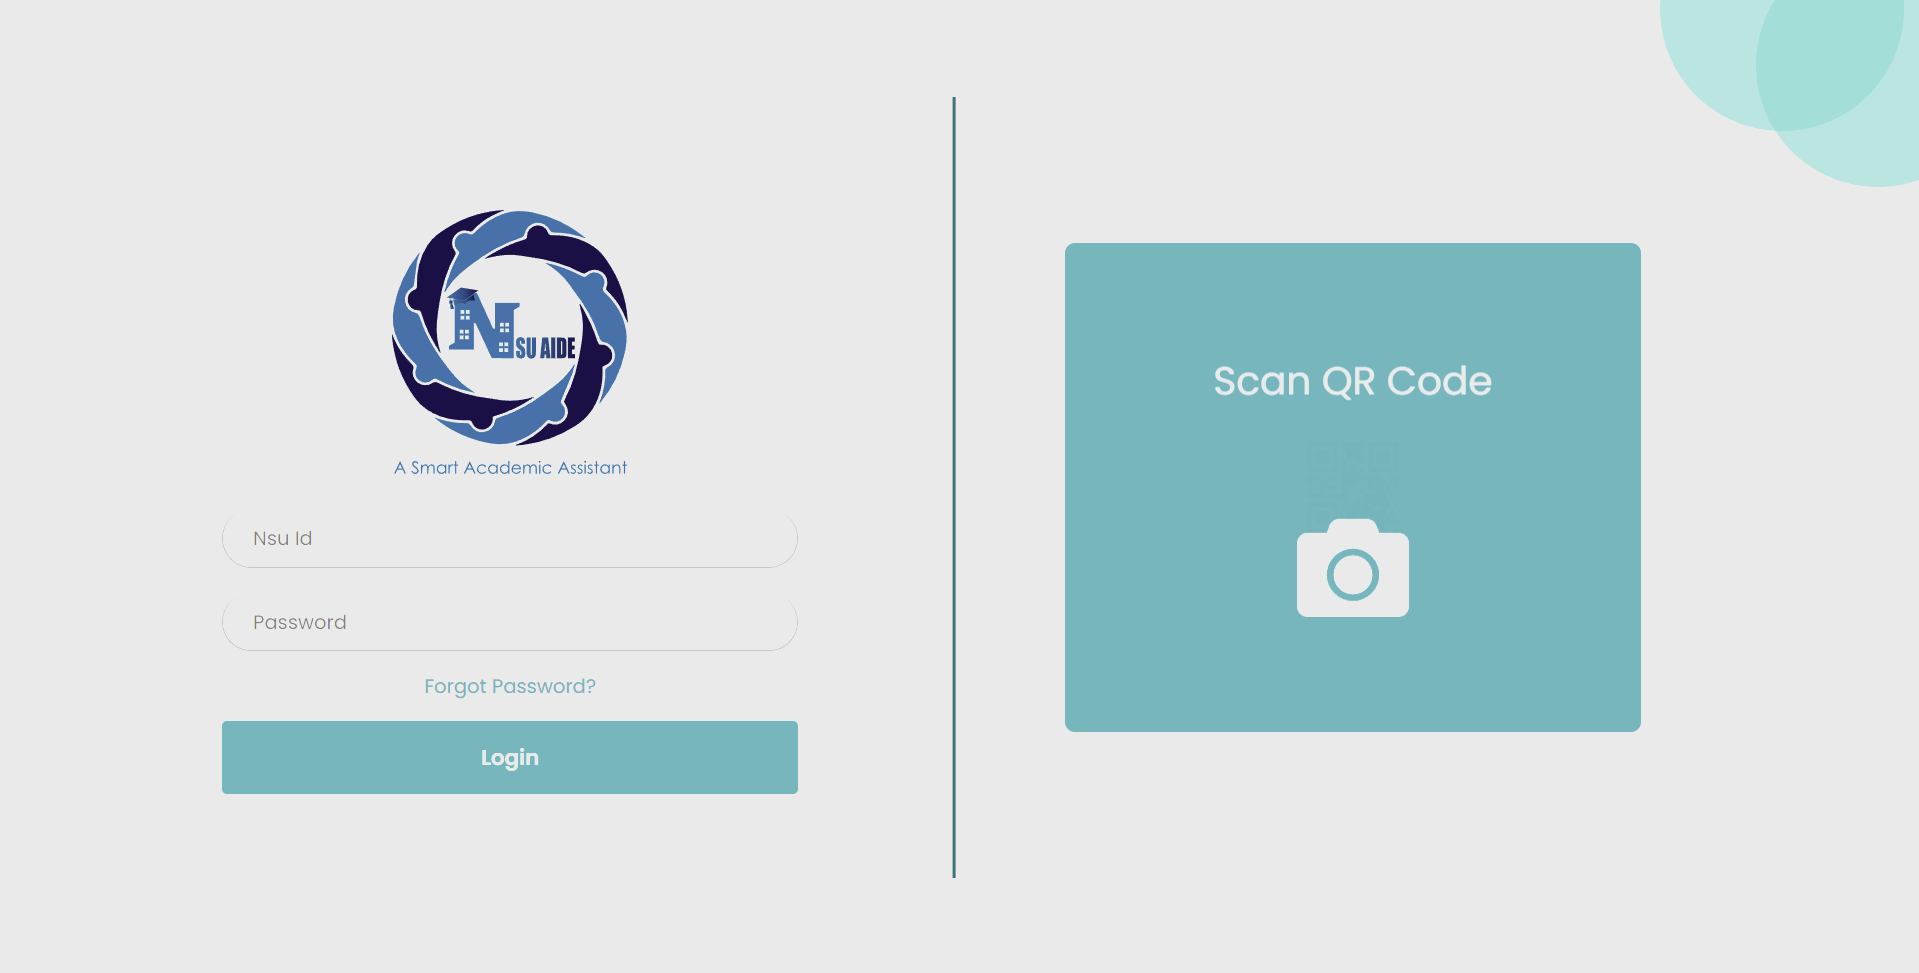 NSU AIDE
A Smart Academic Assistant
Nsu Id
Password
Forgot Password?
Login
Scan QR Code